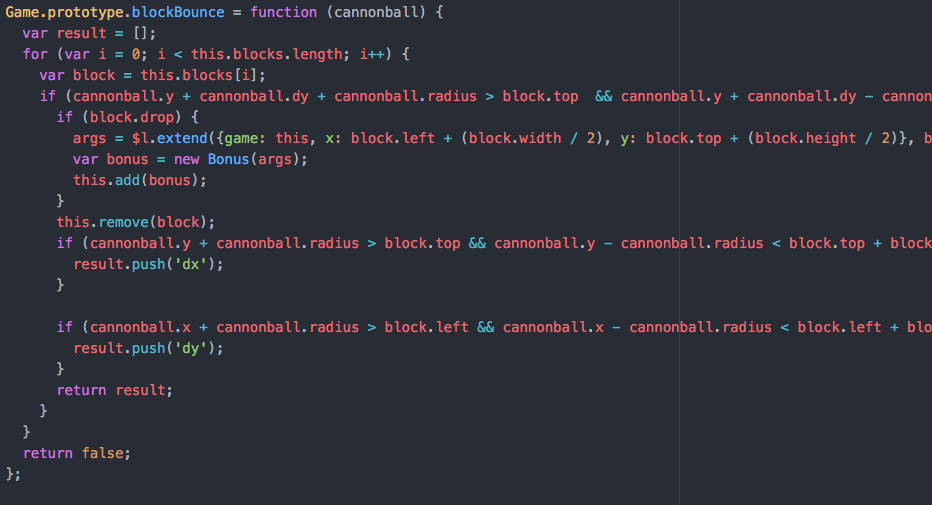 Game.prototype.blockBounce = function (cannonball) {
  var result = [];
  for (var i = 0; i < this.blocks.length; i++) {
    var block = this.blocks[i];
    if (cannonball.y + cannonball.dy + cannonball.radius > block.top  && cannonball.y + cannonball.dy - cannon
      if (block.drop) {
        args = $l.extend({game: this, x: block.left + (block.width / 2), y: block.top + (block.height / 2)}, b
        var bonus = new Bonus(args);
        this.add(bonus);
      }
      this.remove(block);
      if (cannonball.y + cannonball.radius > block.top && cannonball.y - cannonball.radius < block.top + block
        result.push('dx');
      }
      if (cannonball.x + cannonball.radius > block.left && cannonball.x - cannonball.radius < block.left + blo
        result.push('dy');
      }
      return result;
    }
  }
  return false;
};